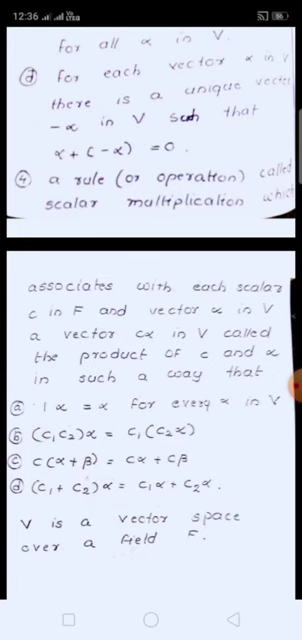 12:36
for all α in V.
ⓓ for each vector α in V
there is a unique vector
-α in V such that
α + (-α) = 0.
④ a rule (or operation) called
scalar multiplication which
associates with each scalar
c in F and vector α in V
a vector cα in V called
the product of c and α
in such a way that
ⓐ 1α = α for every α in V
ⓑ (c₁c₂)α = c₁(c₂α)
ⓒ c(α+β) = cα + cβ
ⓓ (c₁ + c₂)α = c₁α + c₂α.
V is a vector space
over a field F.